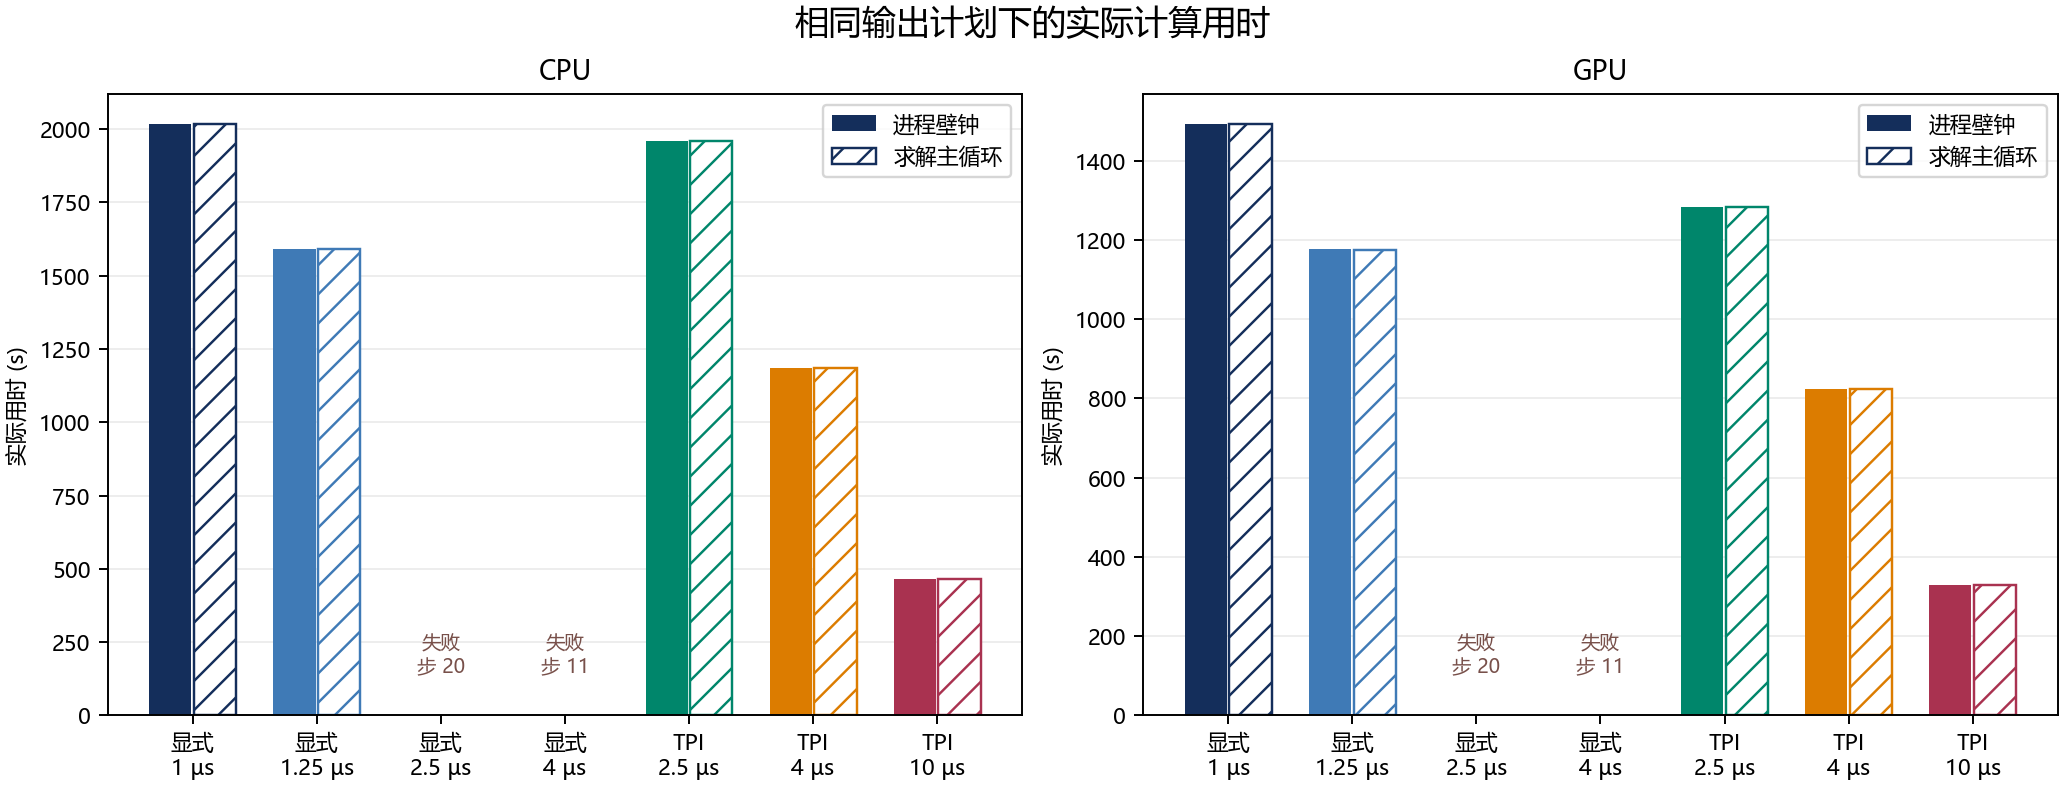 相同输出计划下的实际计算用时
CPU
实际用时 (s)
2000
1750
1500
1250
1000
750
500
250
0
进程壁钟
求解主循环
失败
步 20
失败
步 11
显式
1 µs
显式
1.25 µs
显式
2.5 µs
显式
4 µs
TPI
2.5 µs
TPI
4 µs
TPI
10 µs
GPU
实际用时 (s)
1400
1200
1000
800
600
400
200
0
进程壁钟
求解主循环
失败
步 20
失败
步 11
显式
1 µs
显式
1.25 µs
显式
2.5 µs
显式
4 µs
TPI
2.5 µs
TPI
4 µs
TPI
10 µs